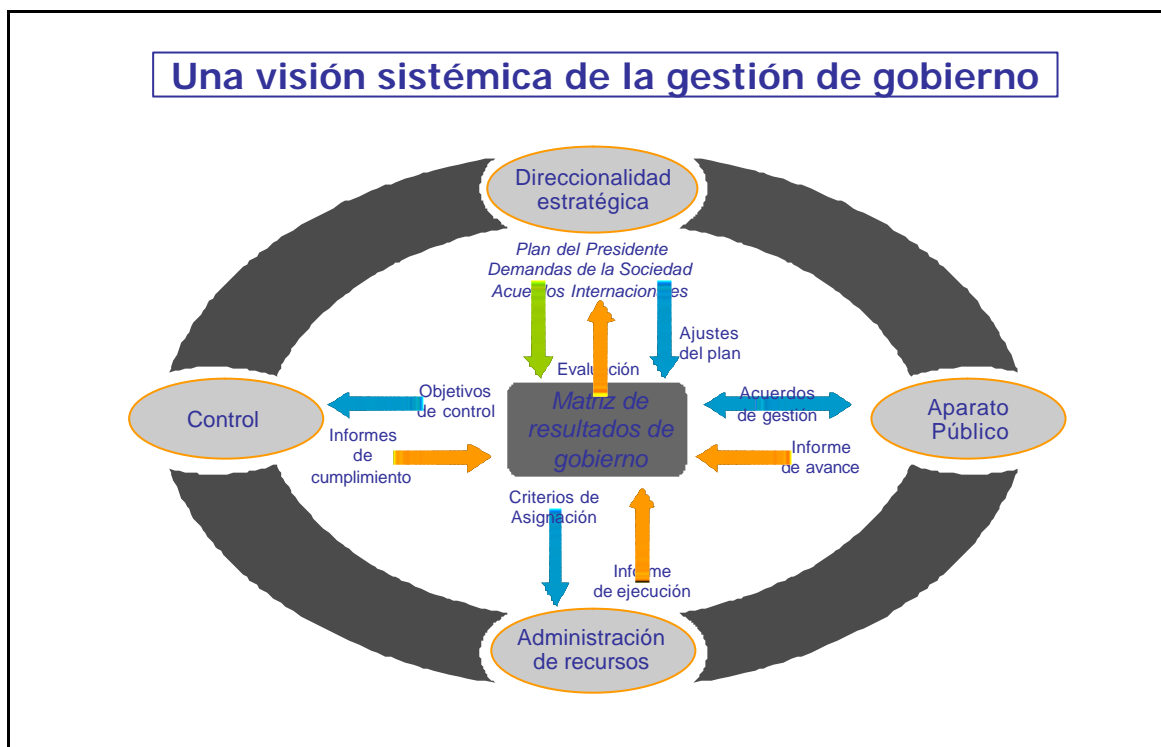 Una visión sistémica de la gestión de gobierno
Direccionalidad
estratégica
Plan del Presidente
Demandas de la Sociedad
Acuerdos Internacionales
Ajustes
del plan
Evaluación
Objetivos
de control
Matriz de
resultados de
gobierno
Acuerdos
de gestión
Control
Aparato
Público
Informes
de
cumplimiento
Informe
de avance
Criterios de
Asignación
Informe
de ejecución
Administración
de recursos